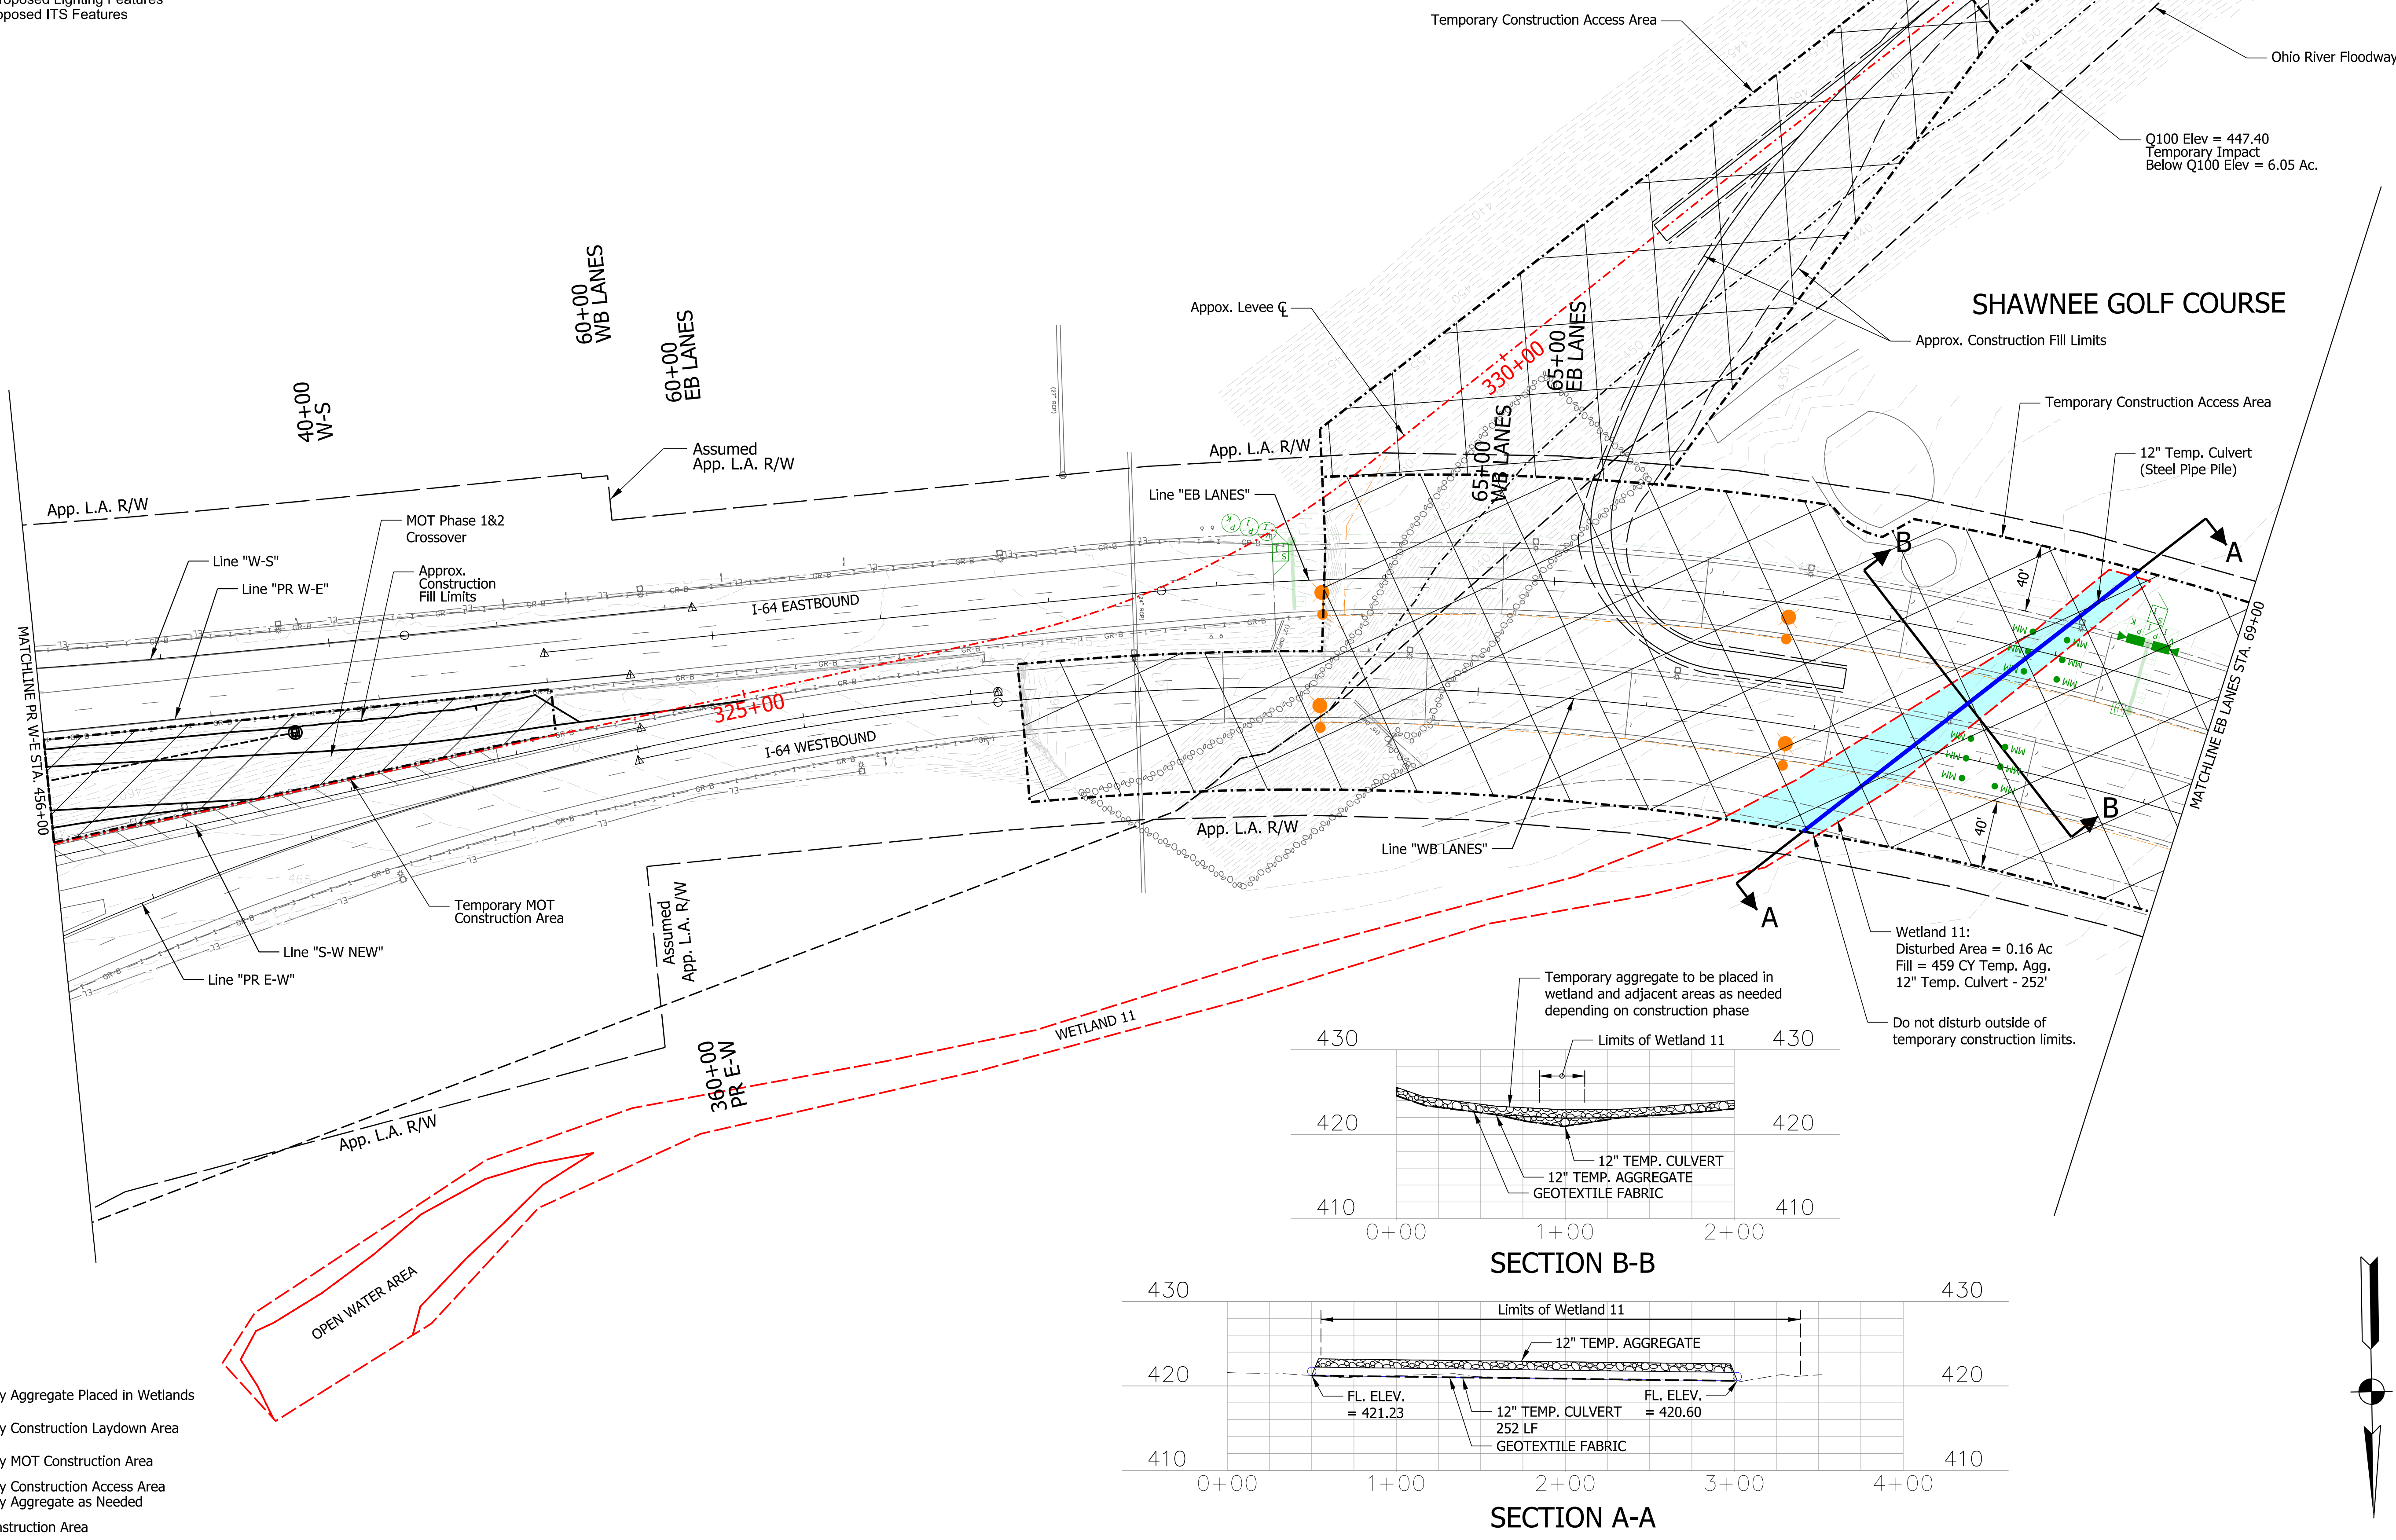 oposed Lighting Features
oposed ITS Features
Temporary Construction Access Area
Ohio River Floodway
Q100 Elev = 447.40
Temporary Impact
Below Q100 Elev = 6.05 Ac.
SHAWNEE GOLF COURSE
Appox. Levee ℄
Approx. Construction Fill Limits
330+00
65+00
EB LANES
65+00
WB LANES
60+00
WB LANES
60+00
EB LANES
40+00
W-S
Temporary Construction Access Area
12" Temp. Culvert
(Steel Pipe Pile)
Assumed
App. L.A. R/W
App. L.A. R/W
App. L.A. R/W
Line "EB LANES"
MOT Phase 1&2
Crossover
Line "W-S"
Line "PR W-E"
Approx.
Construction
Fill Limits
I-64 EASTBOUND
325+00
I-64 WESTBOUND
MATCHLINE PR W-E STA. 456+00
MATCHLINE EB LANES STA. 69+00
B
A
40'
40'
B
A
App. L.A. R/W
Line "WB LANES"
Temporary MOT
Construction Area
Assumed
App. L.A. R/W
Line "S-W NEW"
Line "PR E-W"
Wetland 11:
Disturbed Area = 0.16 Ac
Fill = 459 CY Temp. Agg.
12" Temp. Culvert - 252'
Do not disturb outside of
temporary construction limits.
WETLAND 11
360+00
PR E-W
App. L.A. R/W
OPEN WATER AREA
Temporary aggregate to be placed in
wetland and adjacent areas as needed
depending on construction phase
Limits of Wetland 11
430 430
420 420
410 410
12" TEMP. CULVERT
12" TEMP. AGGREGATE
GEOTEXTILE FABRIC
0+00 1+00 2+00
SECTION B-B
430 430
Limits of Wetland 11
12" TEMP. AGGREGATE
420 420
FL. ELEV.
= 421.23
FL. ELEV.
= 420.60
12" TEMP. CULVERT
252 LF
GEOTEXTILE FABRIC
410 410
0+00 1+00 2+00 3+00 4+00
SECTION A-A
y Aggregate Placed in Wetlands
y Construction Laydown Area
y MOT Construction Area
y Construction Access Area
y Aggregate as Needed
nstruction Area